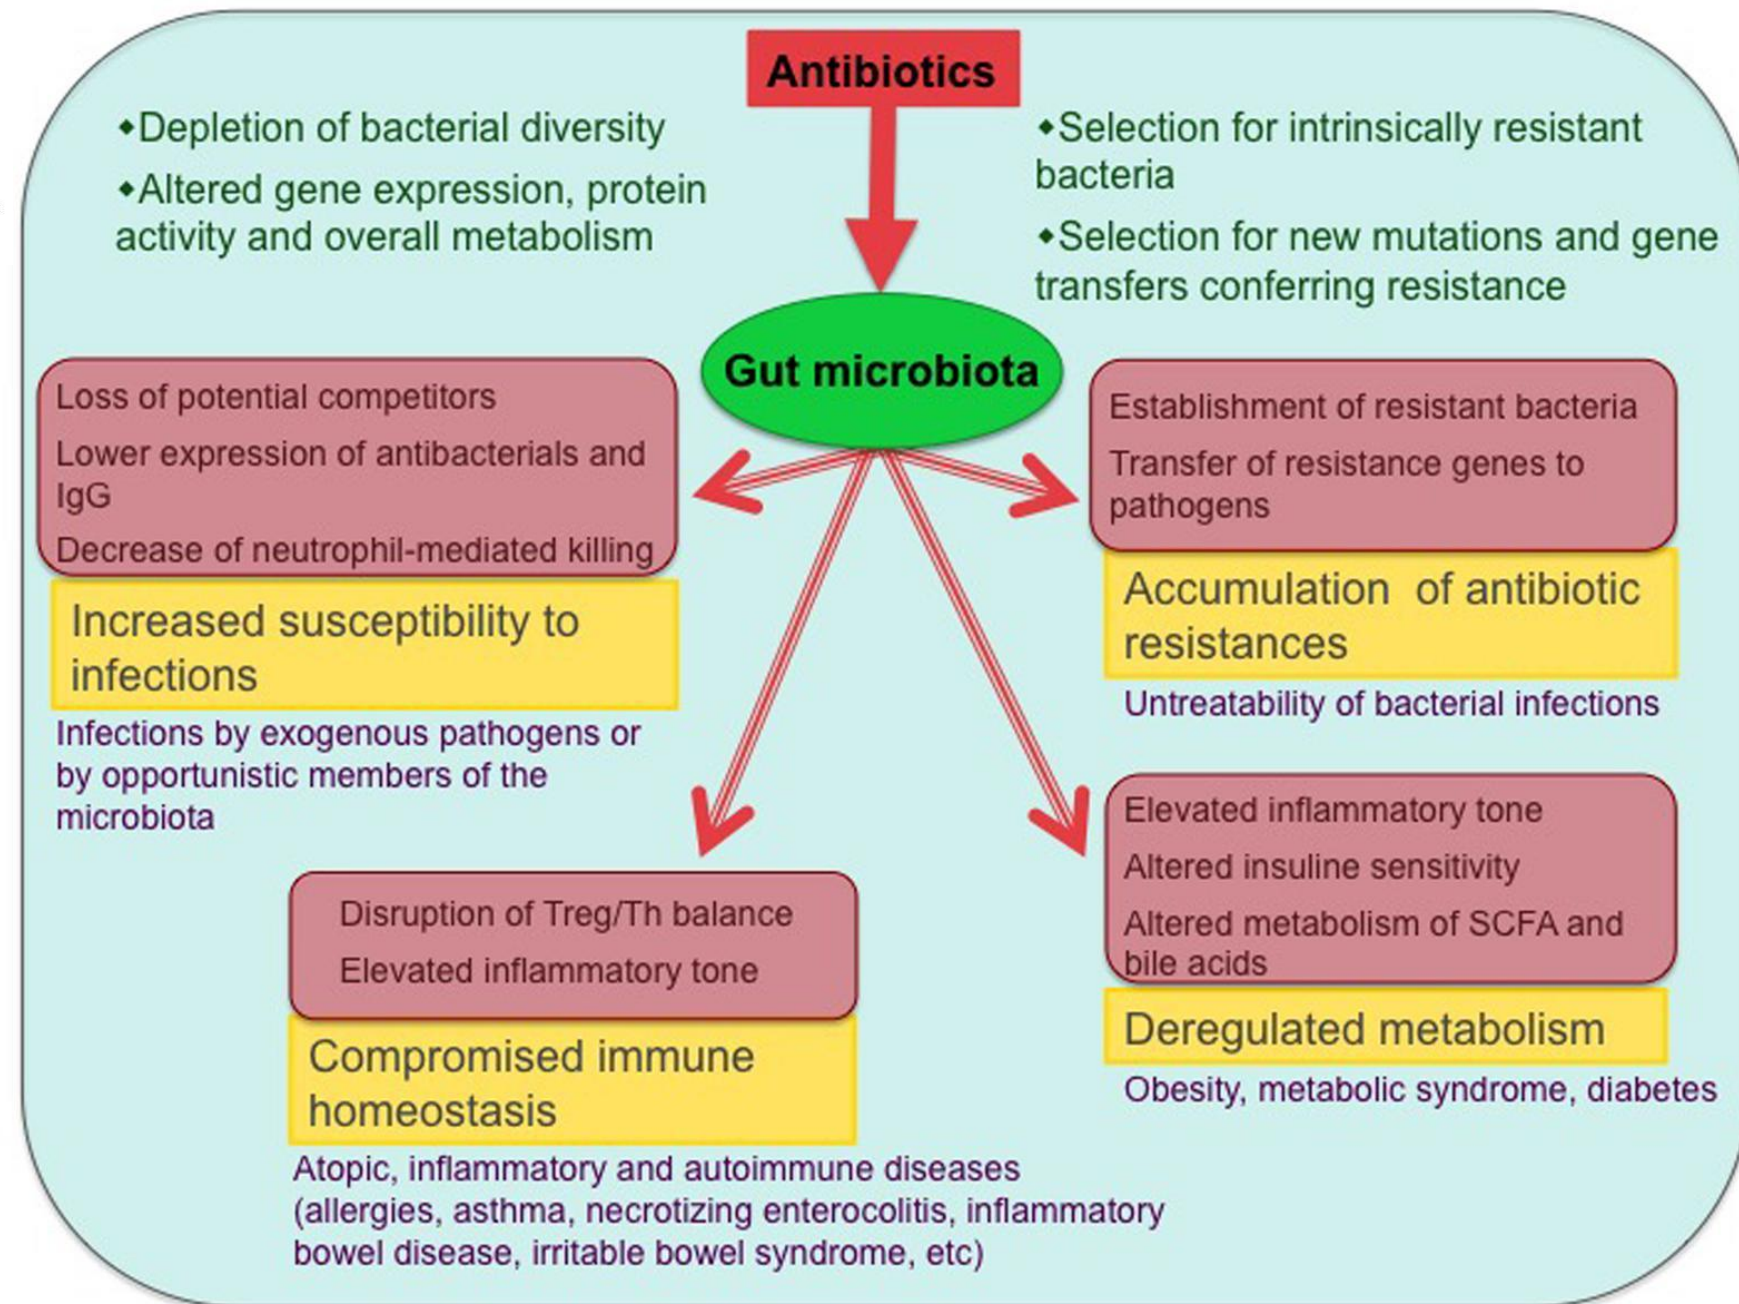 Antibiotics
◆Depletion of bacterial diversity
◆Altered gene expression, protein
activity and overall metabolism
◆Selection for intrinsically resistant
bacteria
◆Selection for new mutations and gene
transfers conferring resistance
Gut microbiota
Loss of potential competitors
Lower expression of antibacterials and
IgG
Decrease of neutrophil-mediated killing
Increased susceptibility to
infections
Infections by exogenous pathogens or
by opportunistic members of the
microbiota
Establishment of resistant bacteria
Transfer of resistance genes to
pathogens
Accumulation of antibiotic
resistances
Untreatability of bacterial infections
Disruption of Treg/Th balance
Elevated inflammatory tone
Compromised immune
homeostasis
Atopic, inflammatory and autoimmune diseases
(allergies, asthma, necrotizing enterocolitis, inflammatory
bowel disease, irritable bowel syndrome, etc)
Elevated inflammatory tone
Altered insuline sensitivity
Altered metabolism of SCFA and
bile acids
Deregulated metabolism
Obesity, metabolic syndrome, diabetes